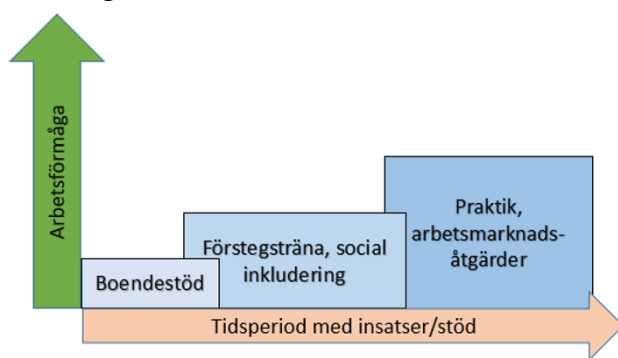 Arbetsförmåga
Boendestöd
Förstegsträna, social
inkludering
Praktik,
arbetsmarknads-
åtgärder
Tidsperiod med insatser/stöd